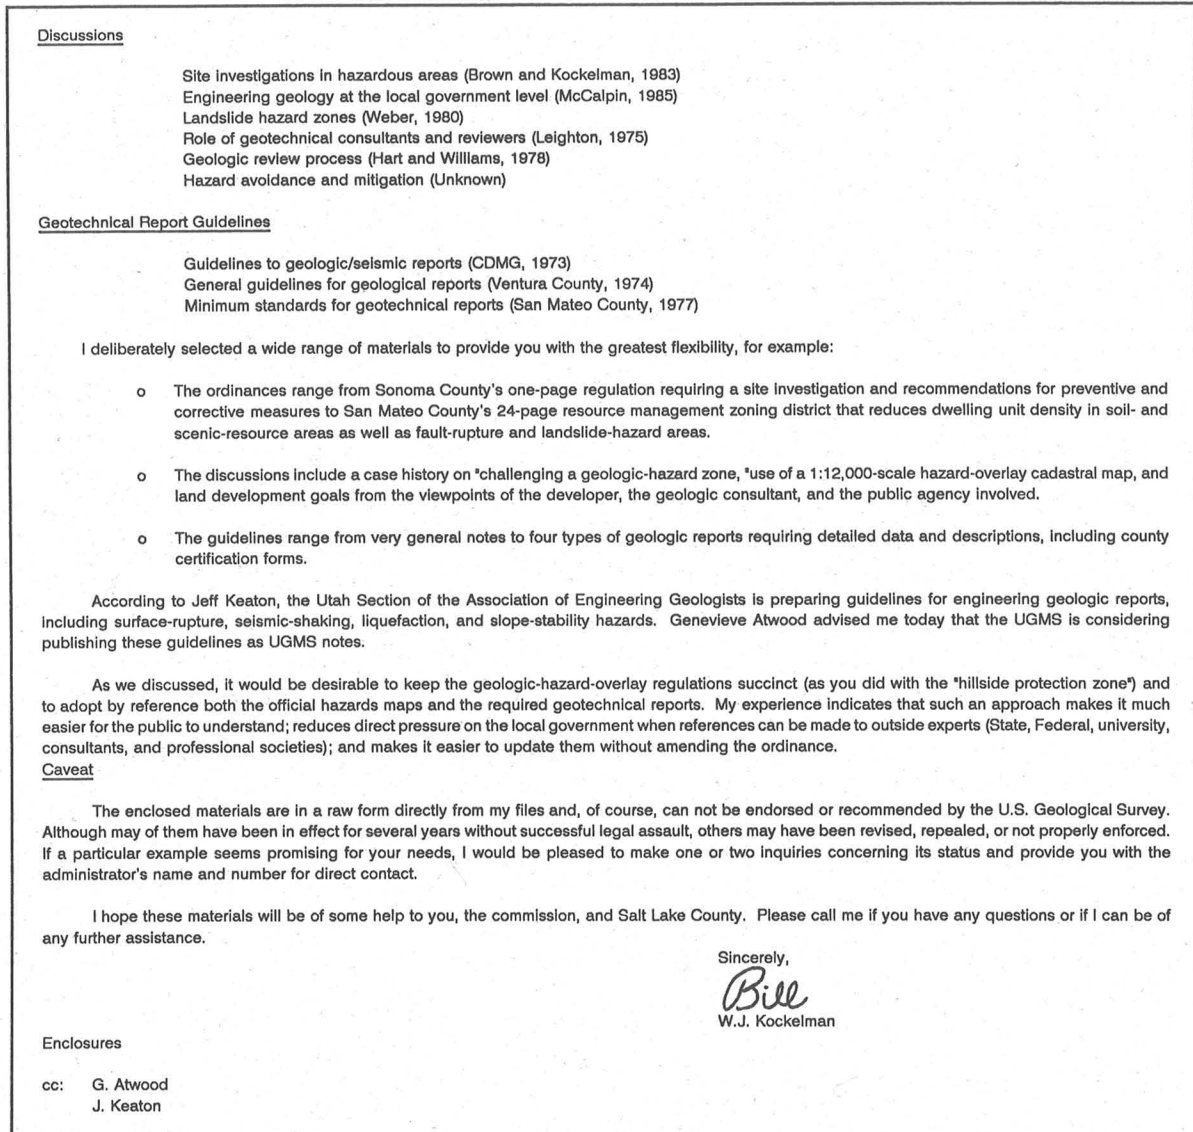 Discussions
Site investigations in hazardous areas (Brown and Kockelman, 1983)
Engineering geology at the local government level (McCalpin, 1985)
Landslide hazard zones (Weber, 1980)
Role of geotechnical consultants and reviewers (Leighton, 1975)
Geologic review process (Hart and Williams, 1978)
Hazard avoidance and mitigation (Unknown)
Geotechnical Report Guidelines
Guidelines to geologic/seismic reports (CDMG, 1973)
General guidelines for geological reports (Ventura County, 1974)
Minimum standards for geotechnical reports (San Mateo County, 1977)
I deliberately selected a wide range of materials to provide you with the greatest flexibility, for example:
o The ordinances range from Sonoma County's one-page regulation requiring a site investigation and recommendations for preventive and
corrective measures to San Mateo County's 24-page resource management zoning district that reduces dwelling unit density in soil- and
scenic-resource areas as well as fault-rupture and landslide-hazard areas.
o The discussions include a case history on "challenging a geologic-hazard zone, "use of a 1:12,000-scale hazard-overlay cadastral map, and
land development goals from the viewpoints of the developer, the geologic consultant, and the public agency involved.
o The guidelines range from very general notes to four types of geologic reports requiring detailed data and descriptions, including county
certification forms.
According to Jeff Keaton, the Utah Section of the Association of Engineering Geologists is preparing guidelines for engineering geologic reports,
including surface-rupture, seismic-shaking, liquefaction, and slope-stability hazards. Genevieve Atwood advised me today that the UGMS is considering
publishing these guidelines as UGMS notes.
As we discussed, it would be desirable to keep the geologic-hazard-overlay regulations succinct (as you did with the "hillside protection zone") and
to adopt by reference both the official hazards maps and the required geotechnical reports. My experience indicates that such an approach makes it much
easier for the public to understand; reduces direct pressure on the local government when references can be made to outside experts (State, Federal, university,
consultants, and professional societies); and makes it easier to update them without amending the ordinance.
Caveat
The enclosed materials are in a raw form directly from my files and, of course, can not be endorsed or recommended by the U.S. Geological Survey.
Although may of them have been in effect for several years without successful legal assault, others may have been revised, repealed, or not properly enforced.
If a particular example seems promising for your needs, I would be pleased to make one or two inquiries concerning its status and provide you with the
administrator's name and number for direct contact.
I hope these materials will be of some help to you, the commission, and Salt Lake County. Please call me if you have any questions or if I can be of
any further assistance.
Sincerely,
Bill
W.J. Kockelman
Enclosures
cc: G. Atwood
J. Keaton